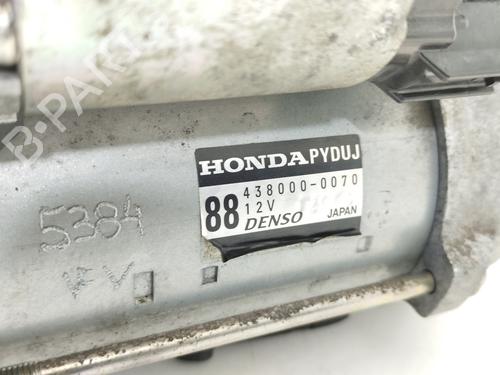 B-PARTS
HONDA PYDUJ
438000-0070
88 12V
DENSO JAPAN
5384